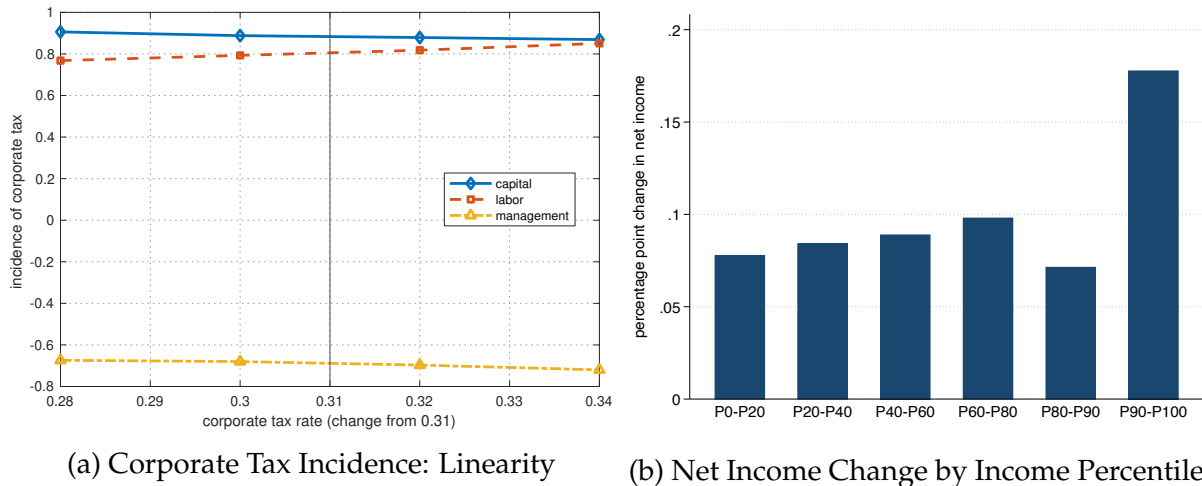 1
0.8
0.6
0.4
0.2
0
-0.2
-0.4
-0.6
-0.8
incidence of corporate tax
capital
labor
management
0.28 0.29 0.3 0.31 0.32 0.33 0.34
corporate tax rate (change from 0.31)
(a) Corporate Tax Incidence: Linearity
.2
.15
.1
.05
0
percentage point change in net income
P0-P20 P20-P40 P40-P60 P60-P80 P80-P90 P90-P100
(b) Net Income Change by Income Percentile